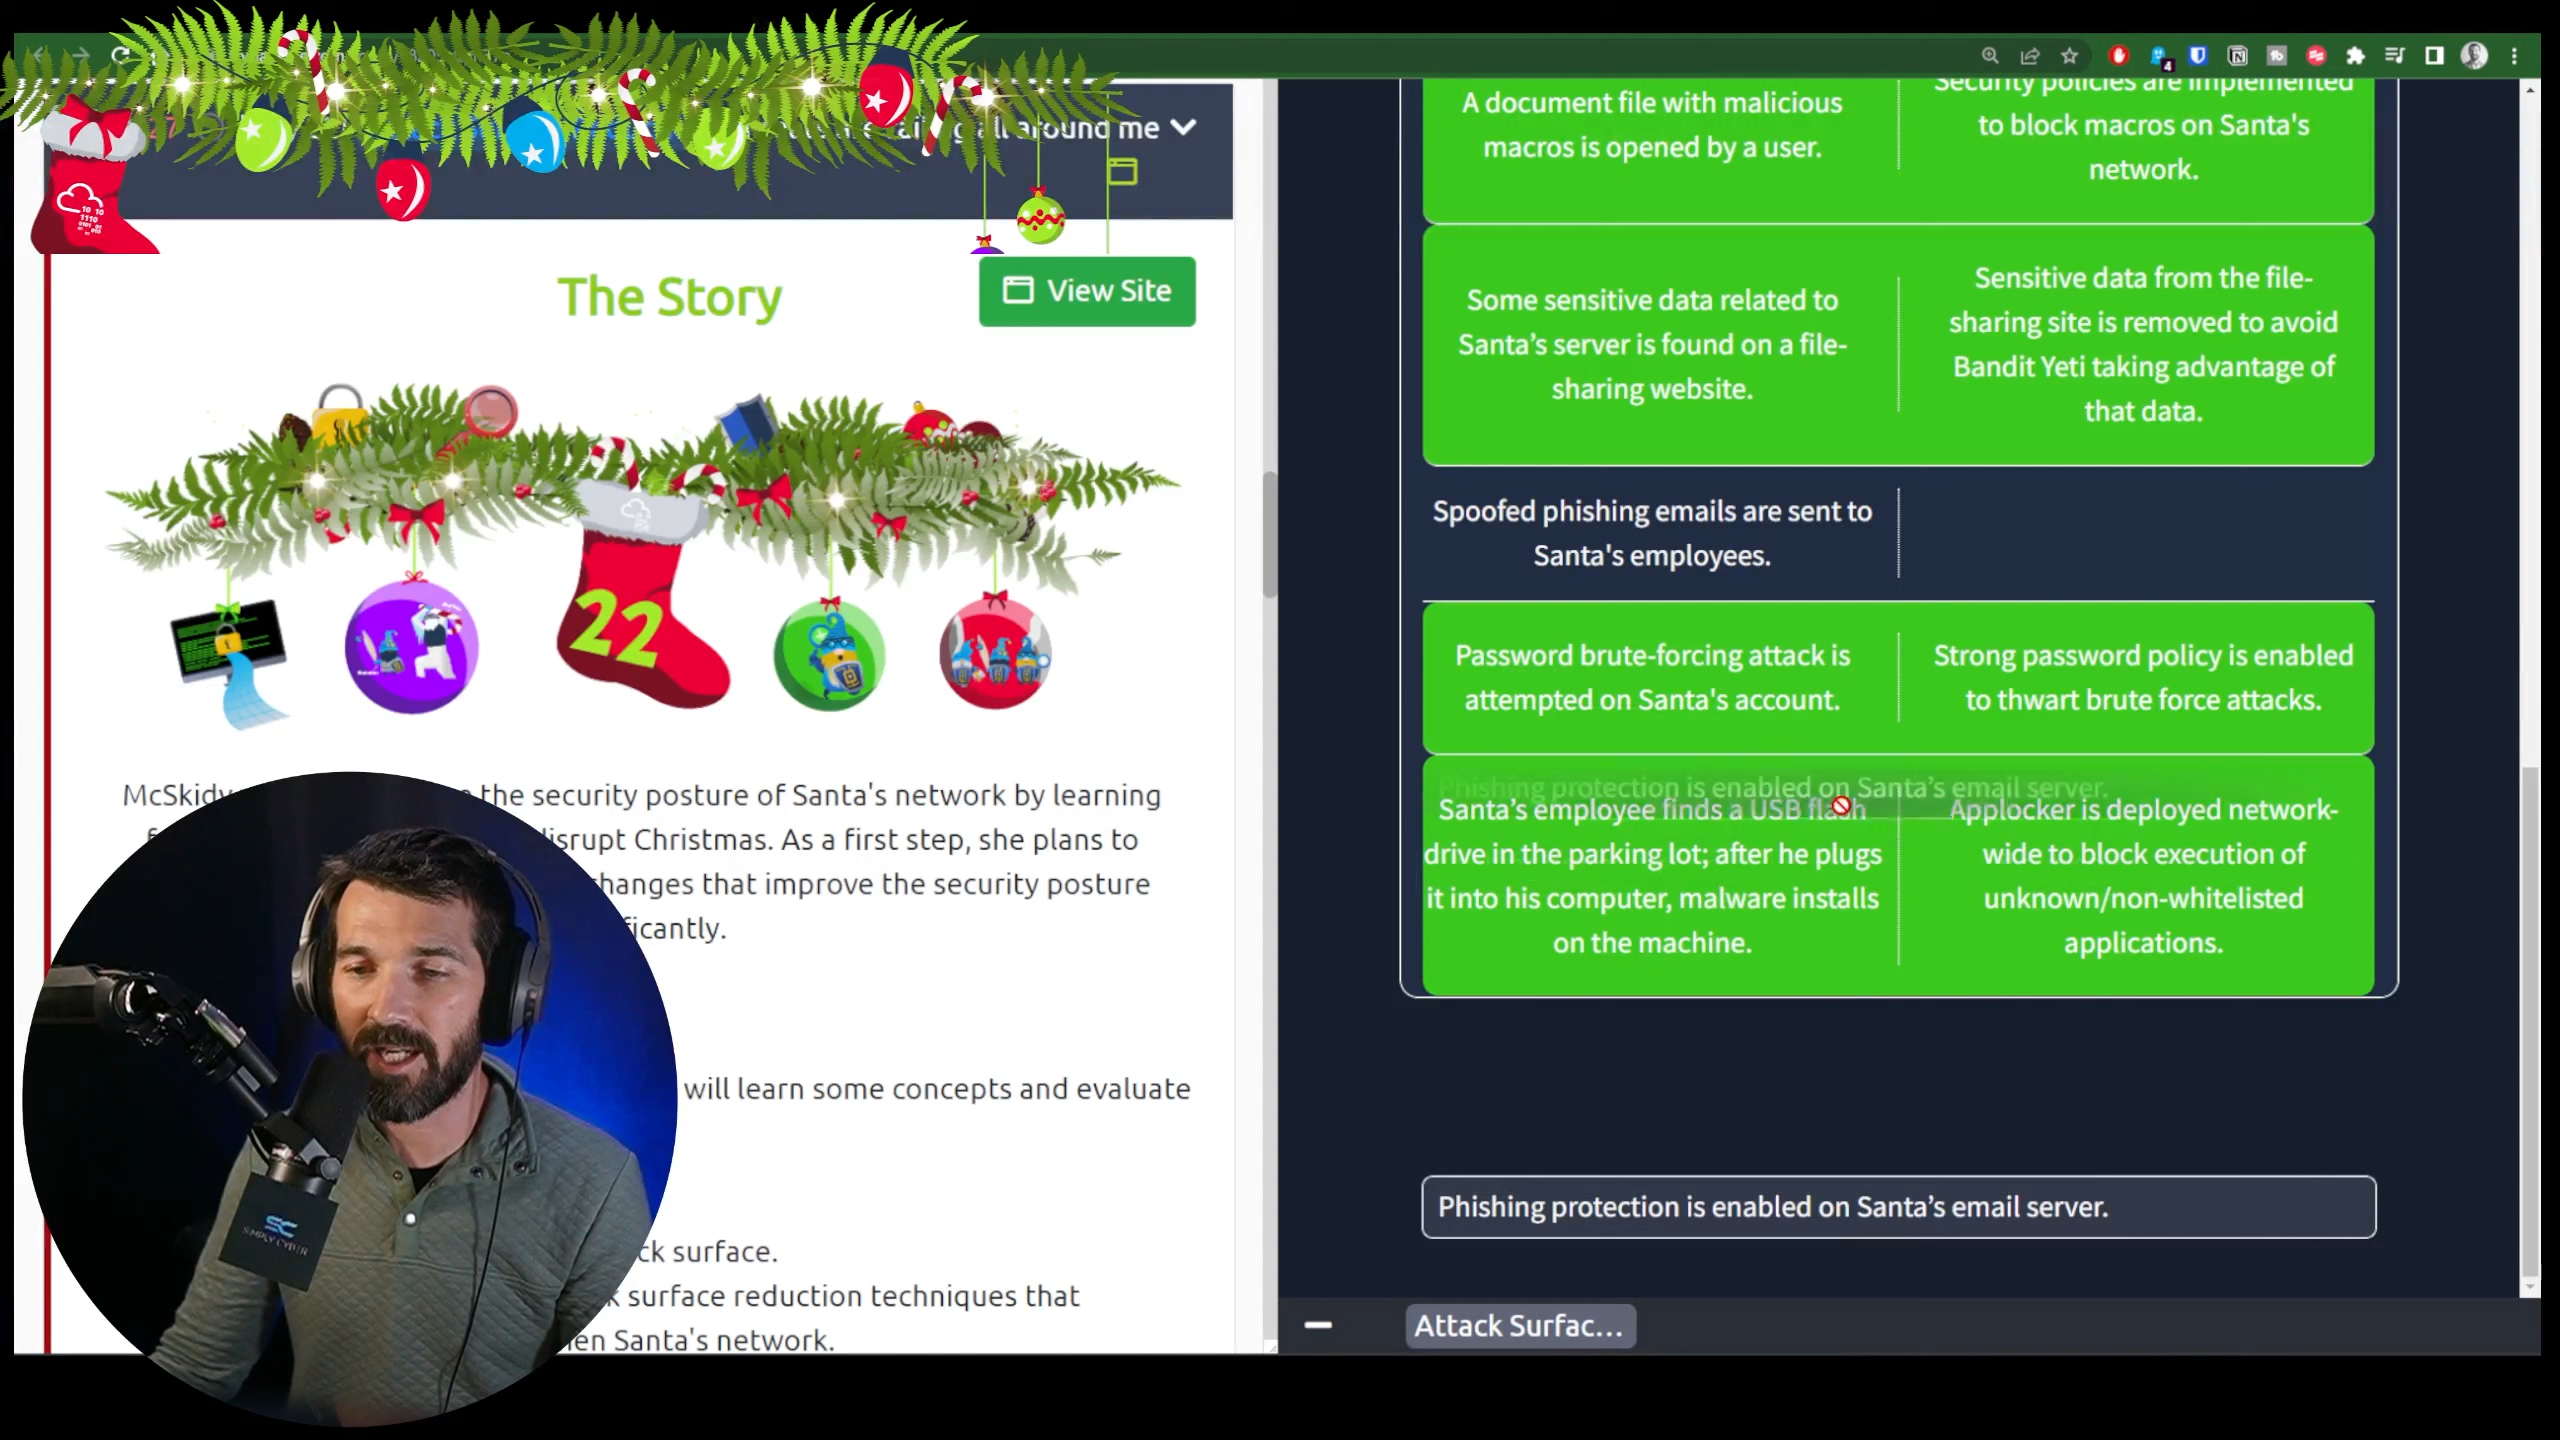 all around me
The Story
View Site
22
McSkidy
the security posture of Santa's network by learning
disrupt Christmas. As a first step, she plans to
changes that improve the security posture
will learn some concepts and evaluate
surface.
surface reduction techniques that
Santa's network.
SIMPLY CYBER
A document file with malicious
macros is opened by a user.
Security policies are implemented
to block macros on Santa's
network.
Some sensitive data related to
Santa’s server is found on a file-
sharing website.
Sensitive data from the file-
sharing site is removed to avoid
Bandit Yeti taking advantage of
that data.
Spoofed phishing emails are sent to
Santa's employees.
Password brute-forcing attack is
attempted on Santa's account.
Strong password policy is enabled
to thwart brute force attacks.
Phishing protection is enabled on Santa’s email server.
Santa’s employee finds a USB flash
drive in the parking lot; after he plugs
it into his computer, malware installs
on the machine.
Applocker is deployed network-
wide to block execution of
unknown/non-whitelisted
applications.
Phishing protection is enabled on Santa’s email server.
Attack Surfac...